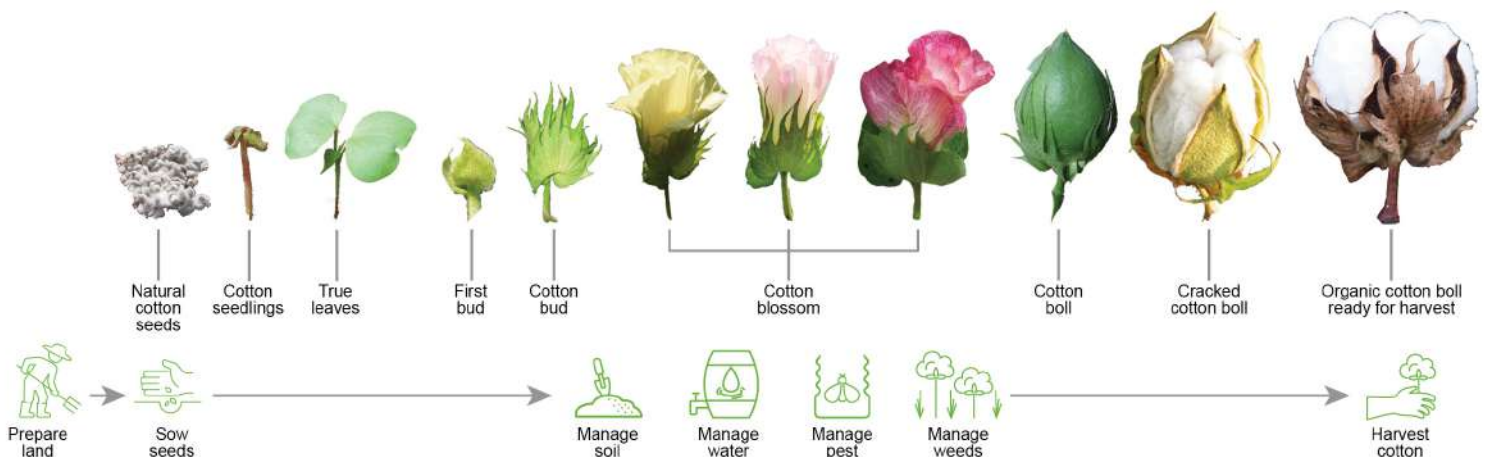 Natural
cotton
seeds
Cotton
seedlings
True
leaves
First
bud
Cotton
bud
Cotton
blossom
Cotton
boll
Cracked
cotton boll
Organic cotton boll
ready for harvest
Prepare
land
Sow
seeds
Manage
soil
Manage
water
Manage
pest
Manage
weeds
Harvest
cotton